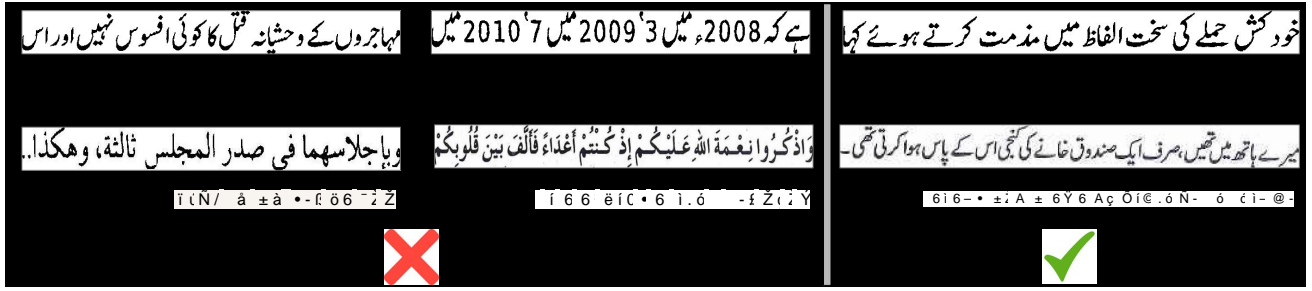 مہاجروں کے وحشیانہ قتل کا کوئی افسوس نہیں اور اس
ہے کہ 2008ء میں 3‘ 2009 میں 7‘ 2010 میں
خود کش حملے کی سخت الفاظ میں مذمت کرتے ہوئے کہا
وبإجلاسهما في صدر المجلس ثالثة، وهكذا..
وَاذْكُرُوا نِعْمَةَ اللهِ عَلَيْكُمْ إِذْ كُنْتُمْ أَعْدَاءً فَأَلَّفَ بَيْنَ قُلُوبِكُمْ
میرے ہاتھ میں تھیں، صرف ایک صندوق خانے کی کنجی اس کے پاس ہوا کرتی تھی۔